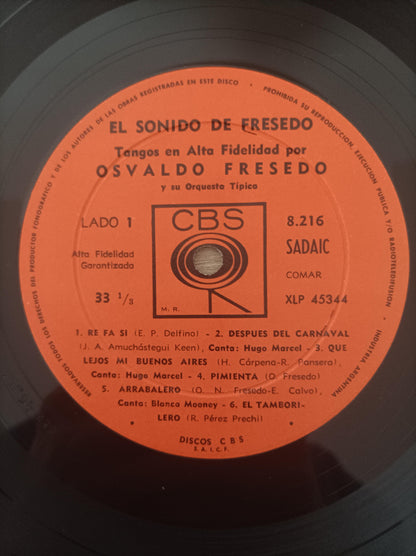 RESERVADOS TODOS LOS DERECHOS DEL PRODUCTOR FONOGRAFICO Y DE LOS AUTORES DE LAS OBRAS REGISTRADAS EN ESTE DISCO · PROHIBIDA SU REPRODUCCION, EJECUCION PUBLICA Y/O RADIOTELEDIFUSION · INDUSTRIA ARGENTINA
EL SONIDO DE FRESEDO
Tangos en Alta Fidelidad por
OSVALDO FRESEDO
y su Orquesta Típica
LADO 1
CBS
8.216
SADAIC
Alta Fidelidad
Garantizada
COMAR
33 1/3
M. R.
XLP 45344
1. RE FA SI (E. P. Delfino) - 2. DESPUES DEL CARNAVAL
(J. A. Amuchástegui Keen), Canta: Hugo Marcel - 3. QUE
LEJOS MI BUENOS AIRES (H. Cárpena-R. Pansera),
Canta: Hugo Marcel - 4. PIMIENTA (O. Fresedo)
5. ARRABALERO (O. N. Fresedo-E. Calvo),
Canta: Blanca Mooney - 6. EL TAMBORI-
LERO (R. Pérez Prechi)
DISCOS CBS
S. A. I. C. F.